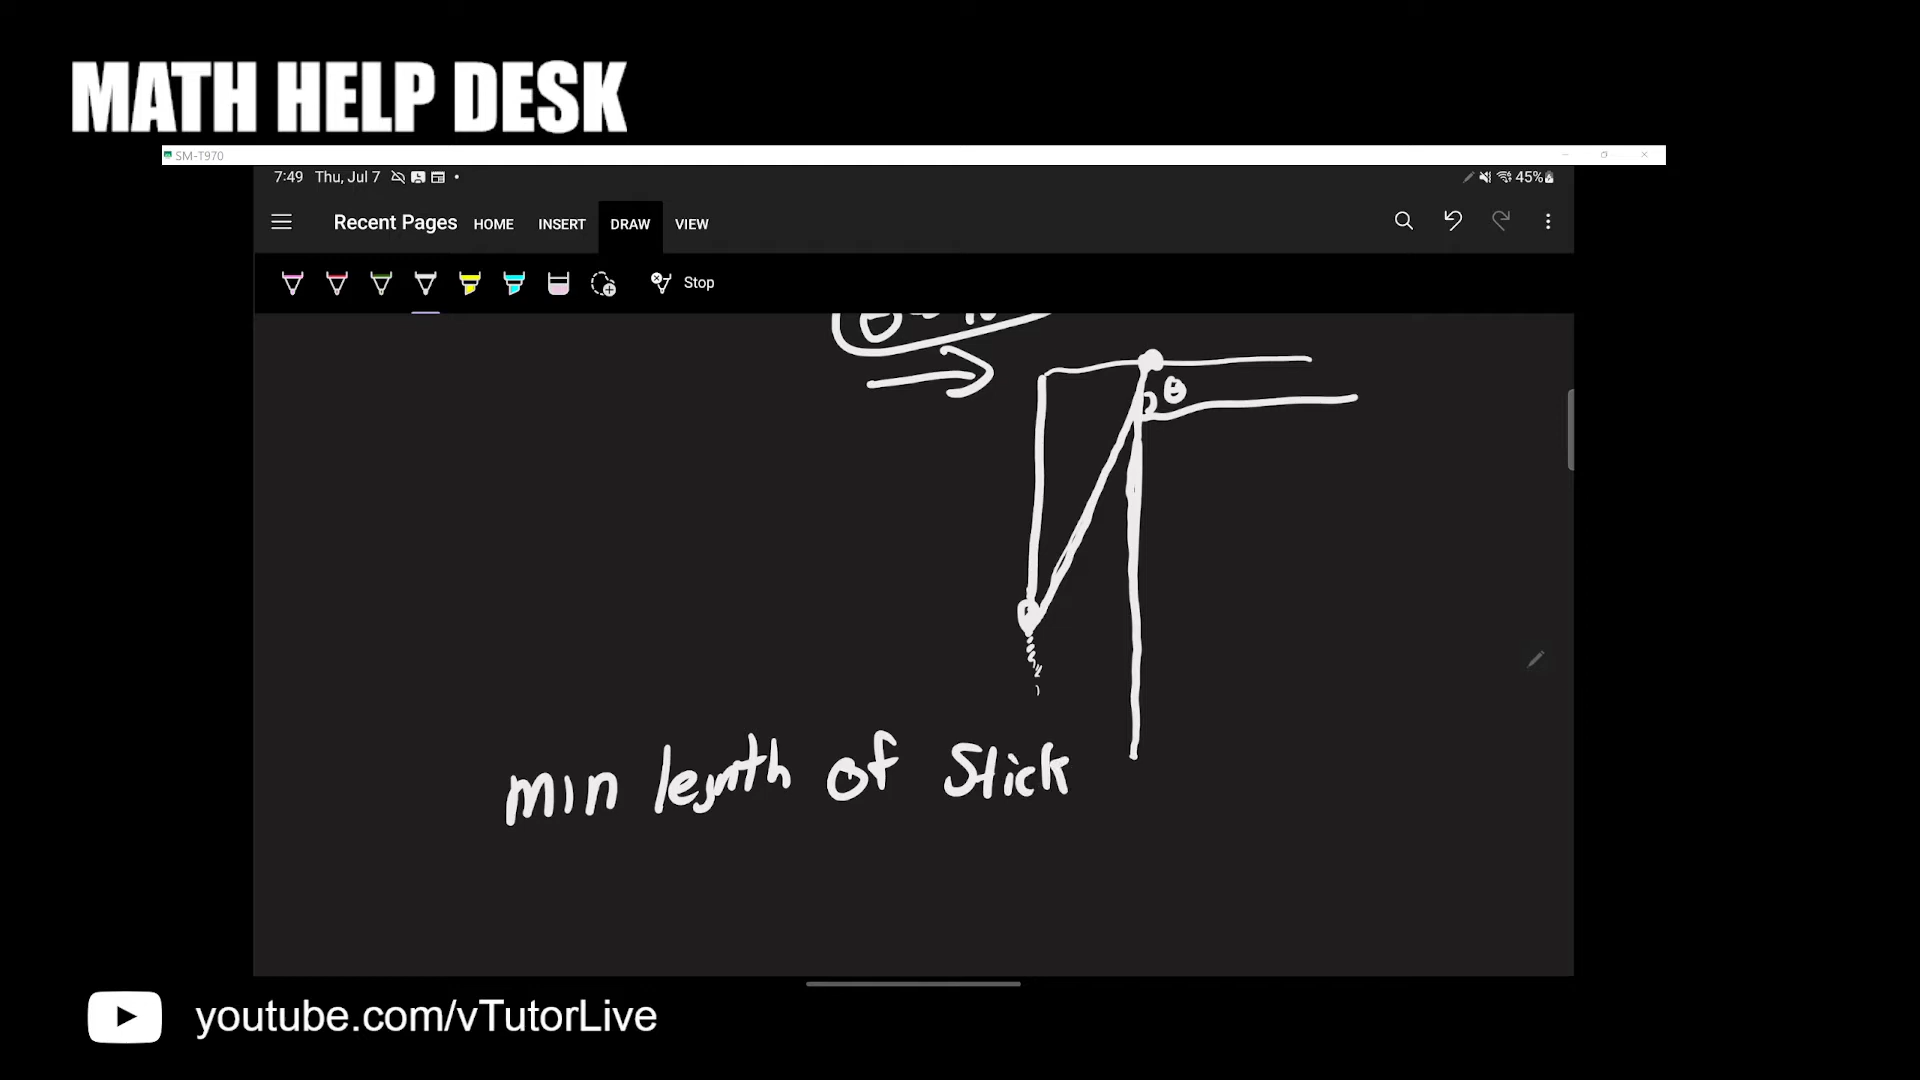 MATH HELP DESK
SM-T970
7:49 Thu, Jul 7 45%
Recent Pages HOME INSERT DRAW VIEW
Stop
θ
min length of Stick
youtube.com/vTutorLive